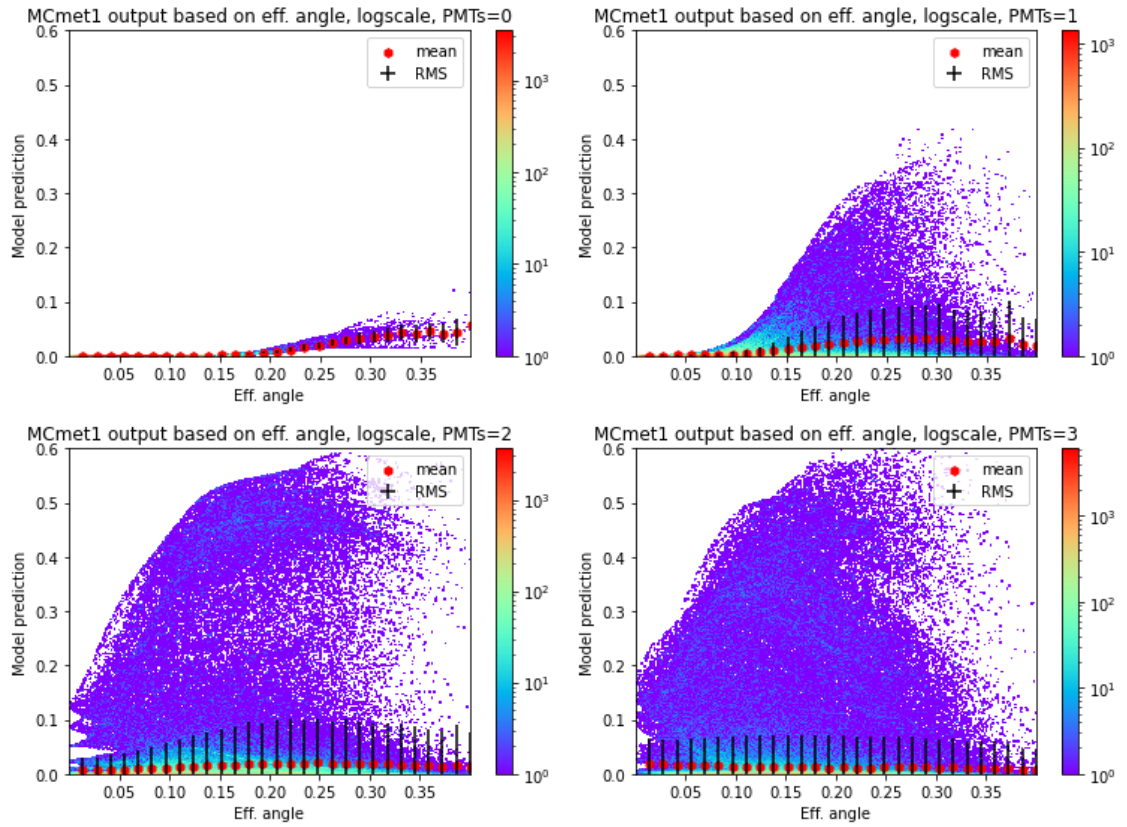 MCmet1 output based on eff. angle, logscale, PMTs=0
0.6
0.5
0.4
0.3
0.2
0.1
0.0
Model prediction
0.05 0.10 0.15 0.20 0.25 0.30 0.35
Eff. angle
mean
RMS
10³
10²
10¹
10⁰
MCmet1 output based on eff. angle, logscale, PMTs=1
0.6
0.5
0.4
0.3
0.2
0.1
0.0
Model prediction
0.05 0.10 0.15 0.20 0.25 0.30 0.35
Eff. angle
mean
RMS
10³
10²
10¹
10⁰
MCmet1 output based on eff. angle, logscale, PMTs=2
0.6
0.5
0.4
0.3
0.2
0.1
0.0
Model prediction
0.05 0.10 0.15 0.20 0.25 0.30 0.35
Eff. angle
mean
RMS
10³
10²
10¹
10⁰
MCmet1 output based on eff. angle, logscale, PMTs=3
0.6
0.5
0.4
0.3
0.2
0.1
0.0
Model prediction
0.05 0.10 0.15 0.20 0.25 0.30 0.35
Eff. angle
mean
RMS
10³
10²
10¹
10⁰